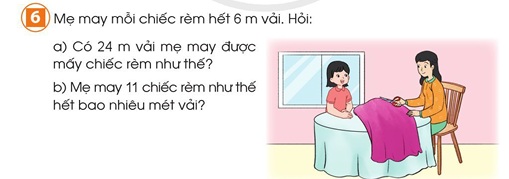 6 Mẹ may mỗi chiếc rèm hết 6 m vải. Hỏi:
a) Có 24 m vải mẹ may được
mấy chiếc rèm như thế?
b) Mẹ may 11 chiếc rèm như thế
hết bao nhiêu mét vải?